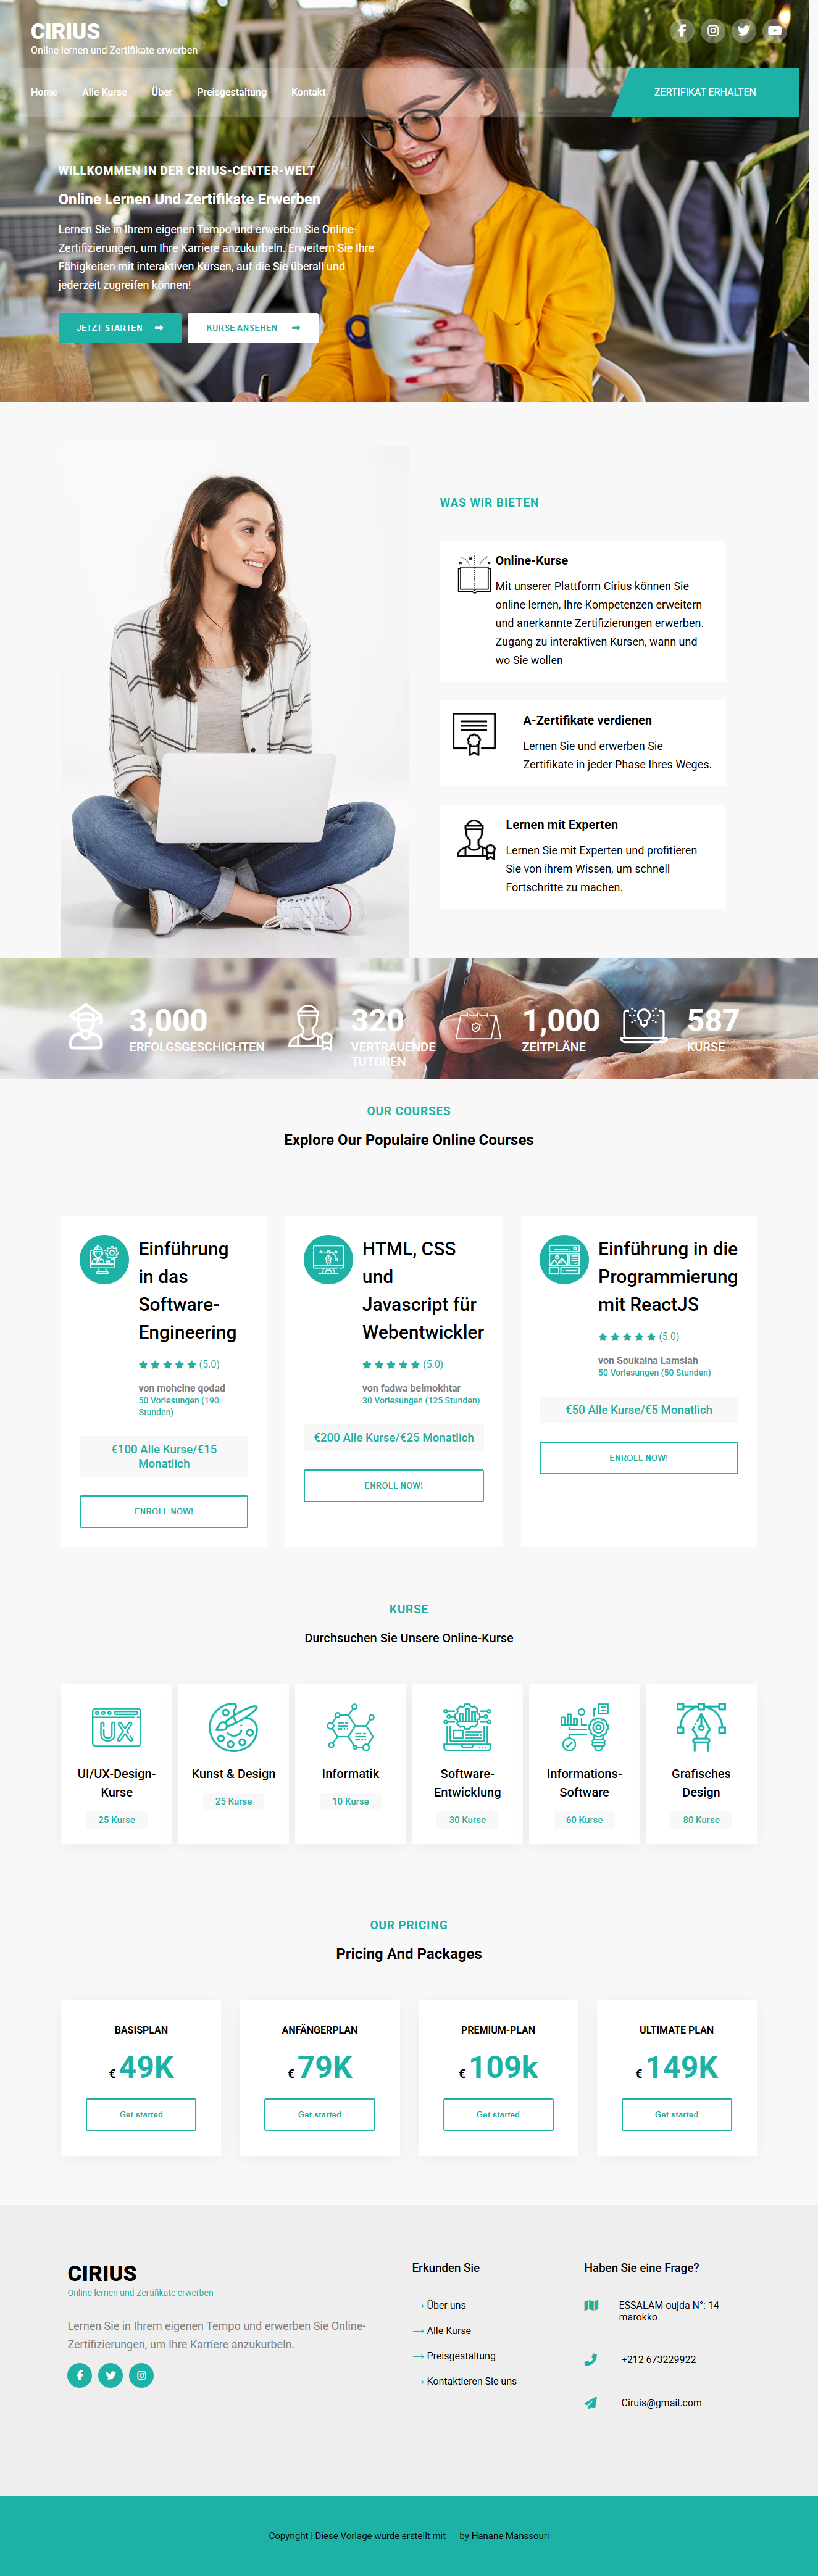 CIRIUS
Online lernen und Zertifikate erwerben
Home
Alle Kurse
Über
Preisgestaltung
Kontakt
ZERTIFIKAT ERHALTEN
WILLKOMMEN IN DER CIRIUS-CENTER-WELT
Online Lernen Und Zertifikate Erwerben
Lernen Sie in Ihrem eigenen Tempo und erwerben Sie Online-
Zertifizierungen, um Ihre Karriere anzukurbeln. Erweitern Sie Ihre
Fähigkeiten mit interaktiven Kursen, auf die Sie überall und
jederzeit zugreifen können!
JETZT STARTEN
KURSE ANSEHEN
WAS WIR BIETEN
Online-Kurse
Mit unserer Plattform Cirius können Sie
online lernen, Ihre Kompetenzen erweitern
und anerkannte Zertifizierungen erwerben.
Zugang zu interaktiven Kursen, wann und
wo Sie wollen
A-Zertifikate verdienen
Lernen Sie und erwerben Sie
Zertifikate in jeder Phase Ihres Weges.
Lernen mit Experten
Lernen Sie mit Experten und profitieren
Sie von ihrem Wissen, um schnell
Fortschritte zu machen.
3,000
ERFOLGSGESCHICHTEN
320
VERTRAUENDE
TUTOREN
1,000
ZEITPLÄNE
587
KURSE
OUR COURSES
Explore Our Populaire Online Courses
Einführung
in das
Software-
Engineering
(5.0)
von mohcine qodad
50 Vorlesungen (190
Stunden)
€100 Alle Kurse/€15
Monatlich
ENROLL NOW!
HTML, CSS
und
Javascript für
Webentwickler
(5.0)
von fadwa belmokhtar
30 Vorlesungen (125 Stunden)
€200 Alle Kurse/€25 Monatlich
ENROLL NOW!
Einführung in die
Programmierung
mit ReactJS
(5.0)
von Soukaina Lamsiah
50 Vorlesungen (50 Stunden)
€50 Alle Kurse/€5 Monatlich
ENROLL NOW!
KURSE
Durchsuchen Sie Unsere Online-Kurse
UX
UI/UX-Design-
Kurse
25 Kurse
Kunst & Design
25 Kurse
Informatik
10 Kurse
Software-
Entwicklung
30 Kurse
Informations-
Software
60 Kurse
Grafisches
Design
80 Kurse
OUR PRICING
Pricing And Packages
BASISPLAN
€ 49K
Get started
ANFÄNGERPLAN
€ 79K
Get started
PREMIUM-PLAN
€ 109k
Get started
ULTIMATE PLAN
€ 149K
Get started
CIRIUS
Online lernen und Zertifikate erwerben
Lernen Sie in Ihrem eigenen Tempo und erwerben Sie Online-
Zertifizierungen, um Ihre Karriere anzukurbeln.
Erkunden Sie
Über uns
Alle Kurse
Preisgestaltung
Kontaktieren Sie uns
Haben Sie eine Frage?
ESSALAM oujda N°: 14
marokko
+212 673229922
Ciruis@gmail.com
Copyright | Diese Vorlage wurde erstellt mit by Hanane Manssouri